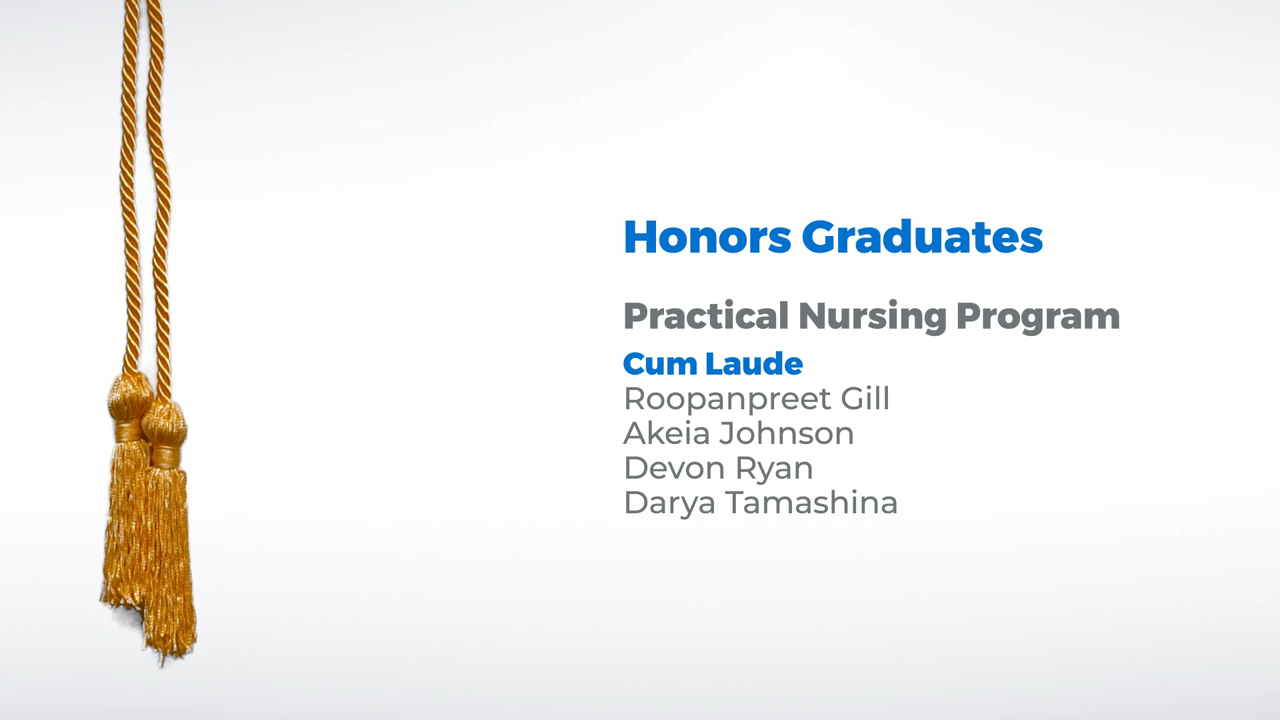 Honors Graduates
Practical Nursing Program
Cum Laude
Roopanpreet Gill
Akeia Johnson
Devon Ryan
Darya Tamashina